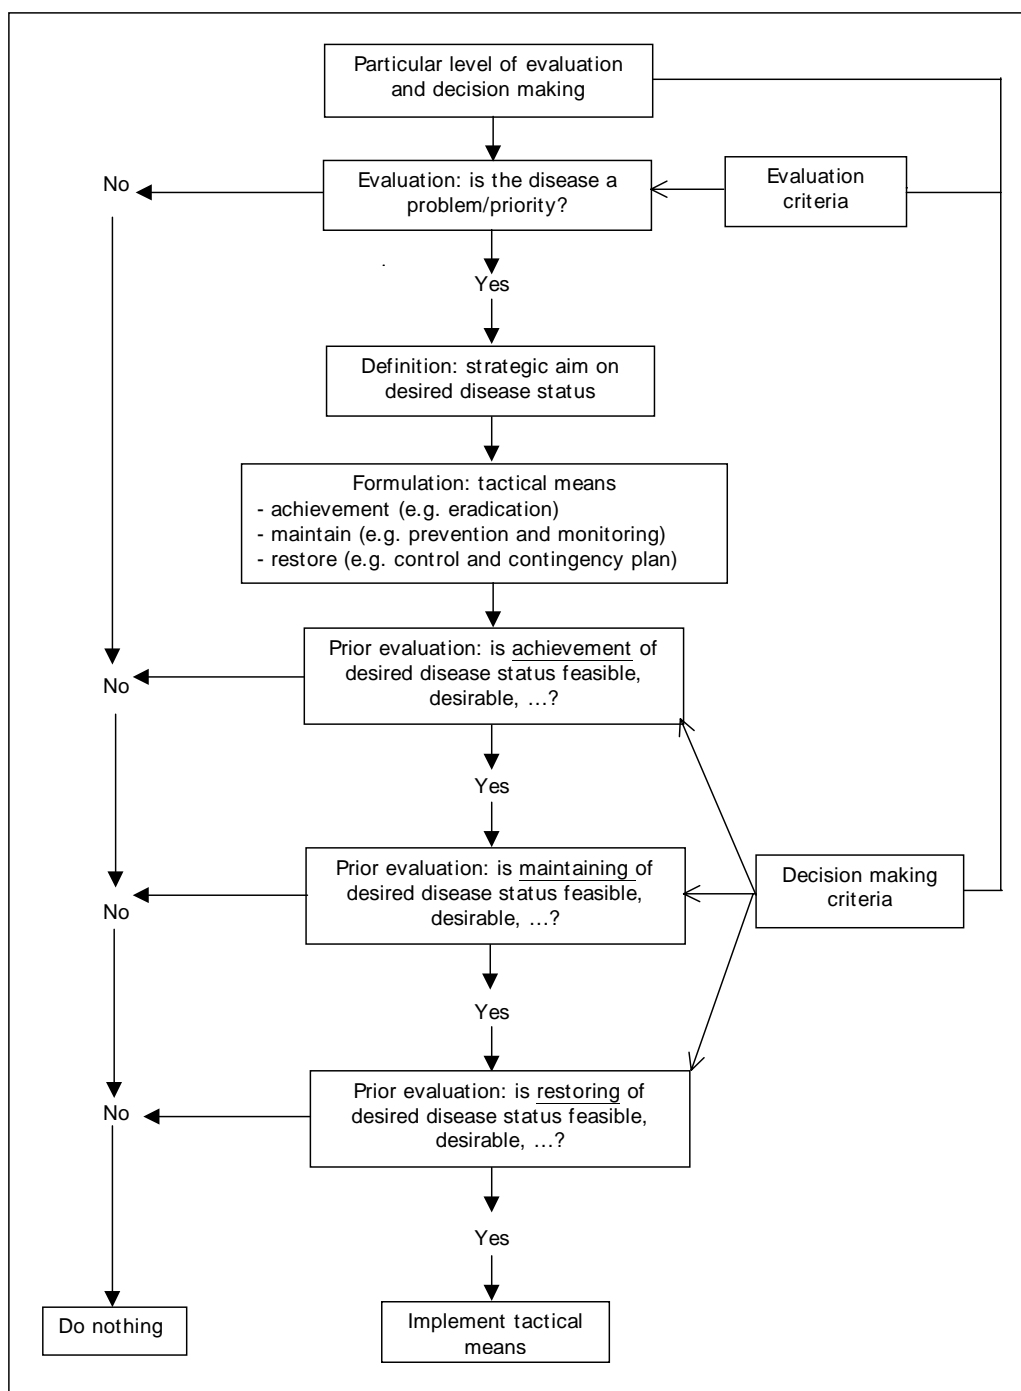 Particular level of evaluation
and decision making
No
Evaluation: is the disease a
problem/priority?
Evaluation
criteria
Yes
Definition: strategic aim on
desired disease status
Formulation: tactical means
- achievement (e.g. eradication)
- maintain (e.g. prevention and monitoring)
- restore (e.g. control and contingency plan)
Prior evaluation: is achievement of
desired disease status feasible,
desirable, …?
No
Yes
Prior evaluation: is maintaining of
desired disease status feasible,
desirable, …?
Decision making
criteria
No
Yes
Prior evaluation: is restoring of
desired disease status feasible,
desirable, …?
No
Yes
Do nothing
Implement tactical
means